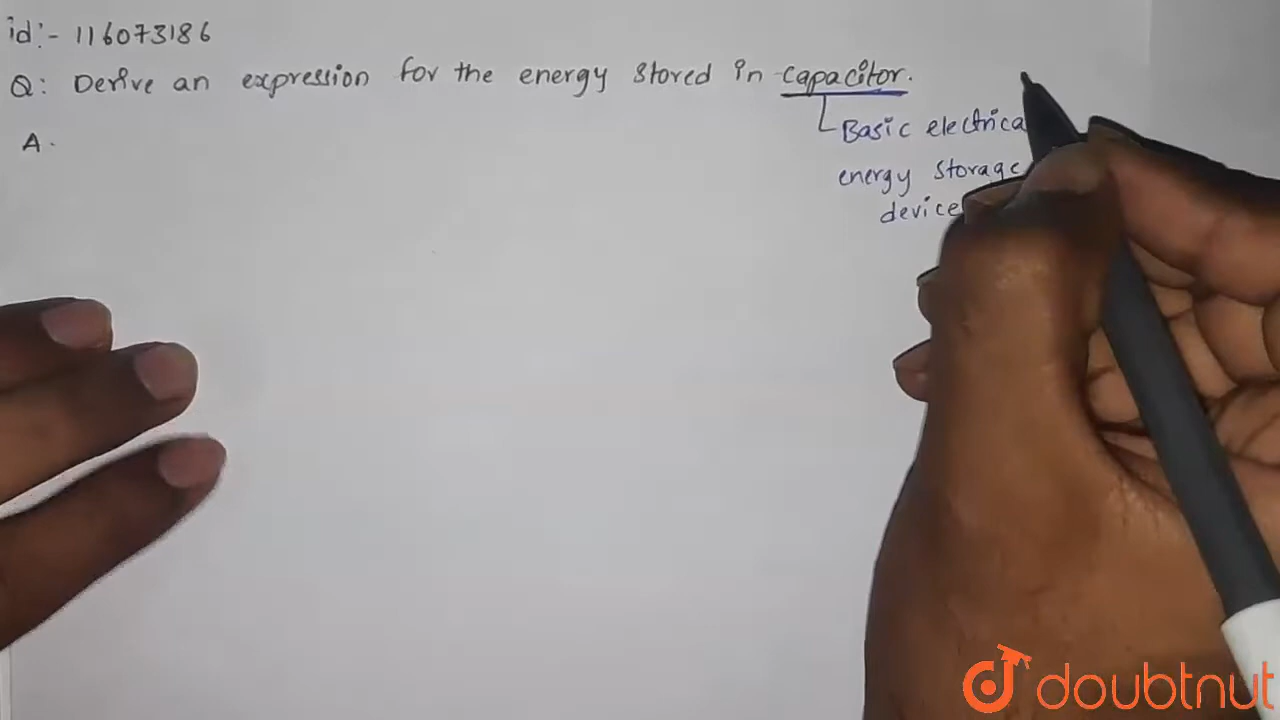 id:- 116073186
Q: Derive an expression for the energy stored in capacitor.
A.
Basic electrica
energy storage
device
doubtnut